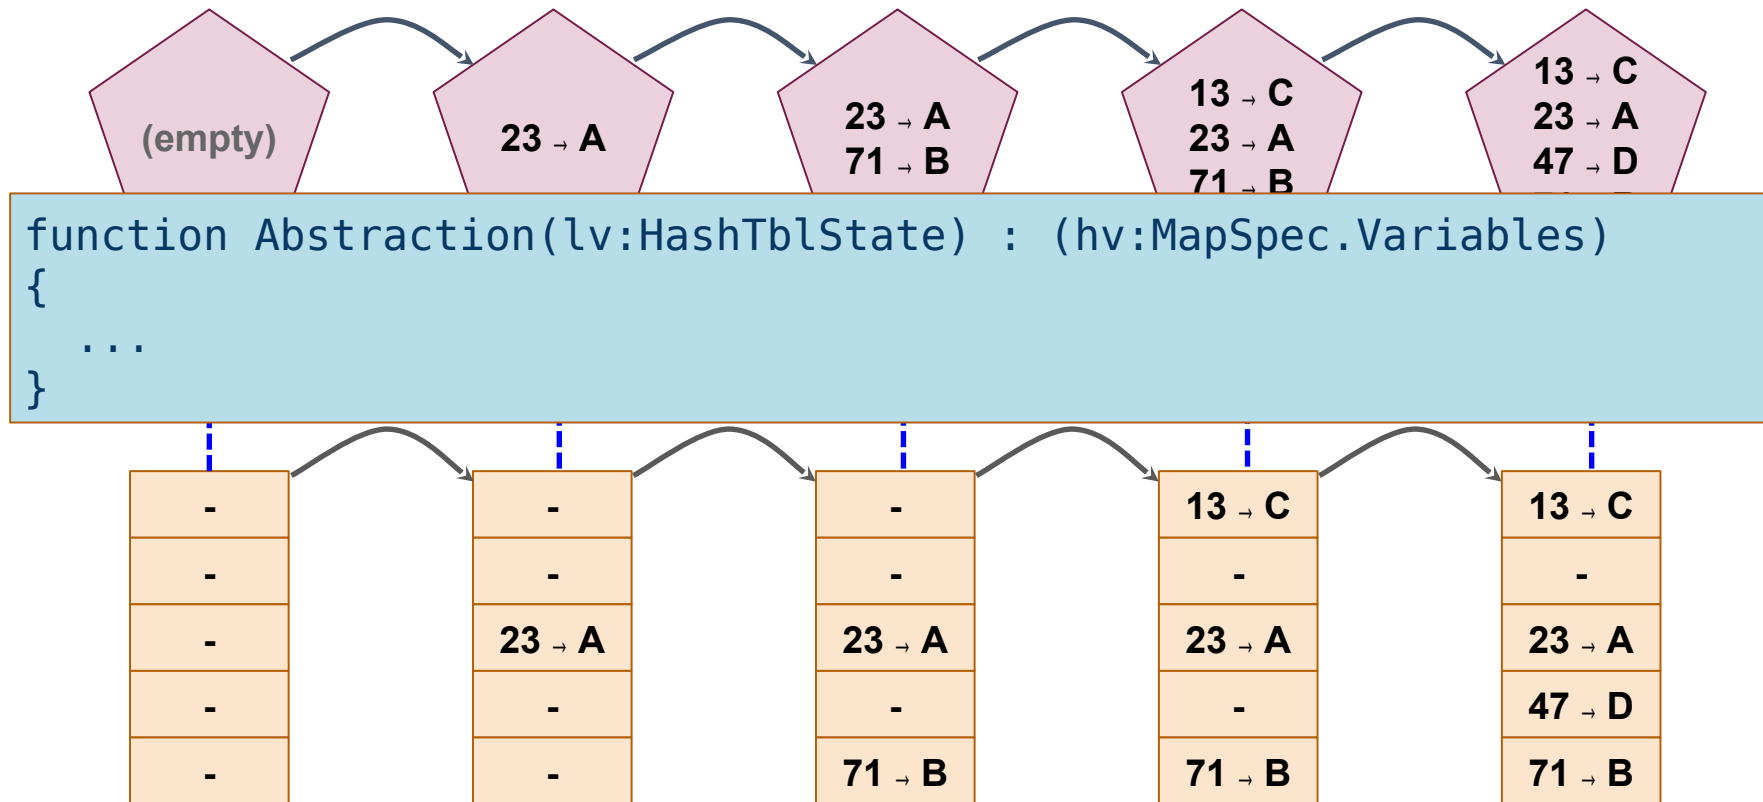 (empty)
23 → A
23 → A
71 → B
13 → C
23 → A
71 → B
13 → C
23 → A
47 → D
function Abstraction(lv:HashTblState) : (hv:MapSpec.Variables)
{
  ...
}
-
-
-
-
-
-
-
23 → A
-
-
-
-
23 → A
-
71 → B
13 → C
-
23 → A
-
71 → B
13 → C
-
23 → A
47 → D
71 → B